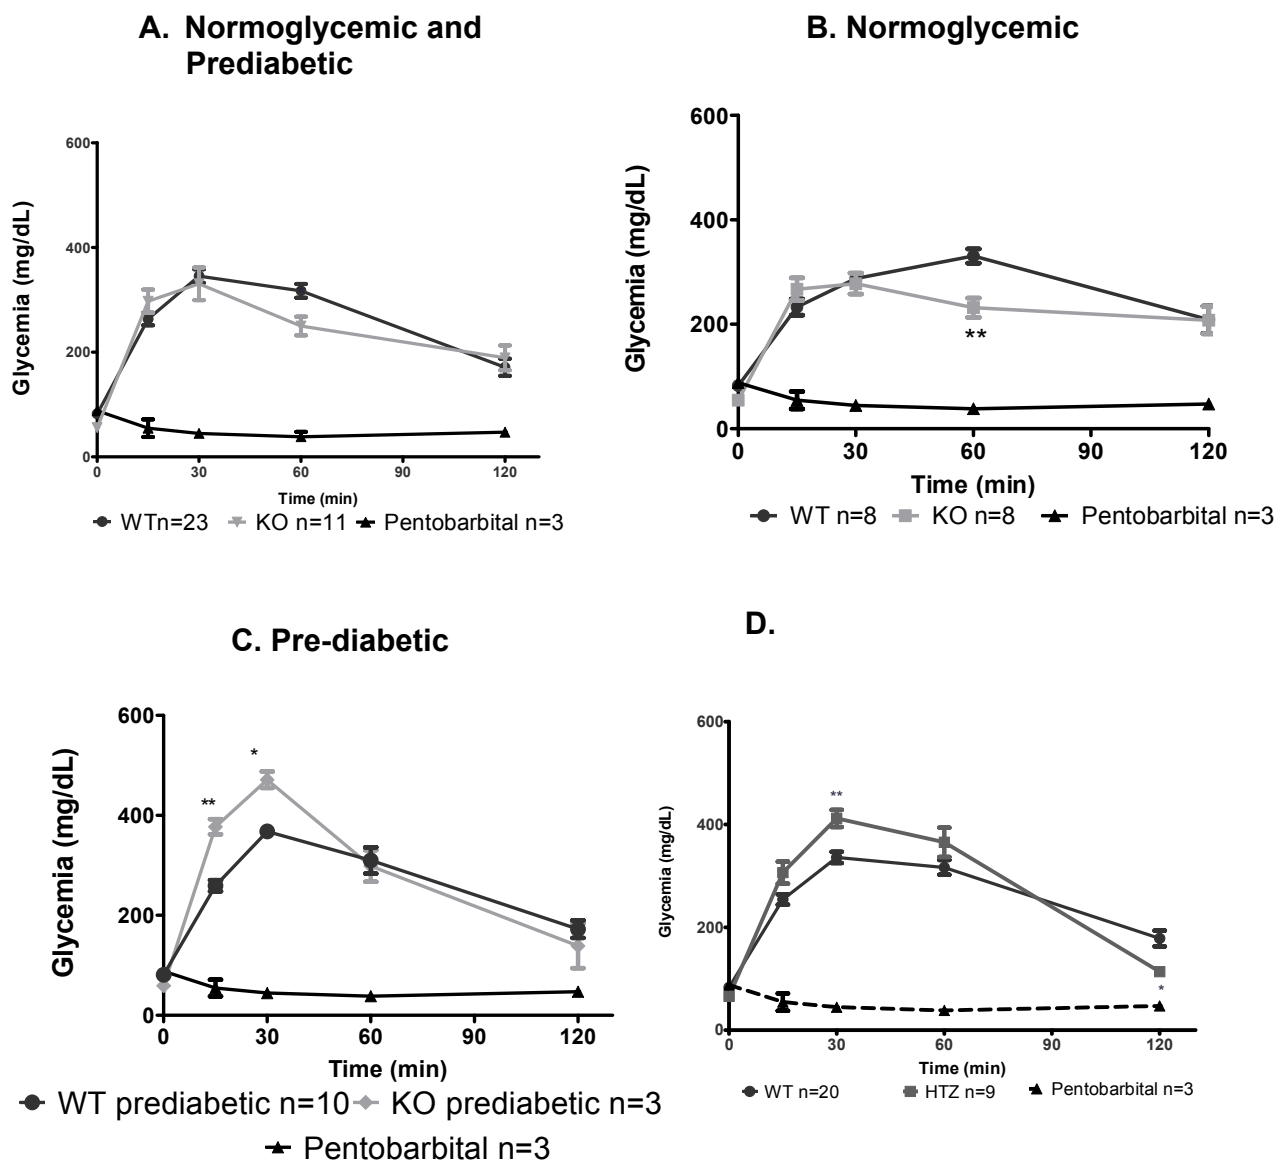 A. Normoglycemic and
Prediabetic
600
400
200
0
Glycemia (mg/dL)
0 30 60 90 120
Time (min)
WTn=23 KO n=11 Pentobarbital n=3
B. Normoglycemic
600
400
200
0
Glycemia (mg/dL)
**
0 30 60 90 120
Time (min)
WT n=8 KO n=8 Pentobarbital n=3
C. Pre-diabetic
600
400
200
0
Glycemia (mg/dL)
*
**
0 30 60 90 120
Time (min)
WT prediabetic n=10 KO prediabetic n=3
Pentobarbital n=3
D.
600
400
200
0
Glycemia (mg/dL)
**
*
0 30 60 90 120
Time (min)
WT n=20 HTZ n=9 Pentobarbital n=3